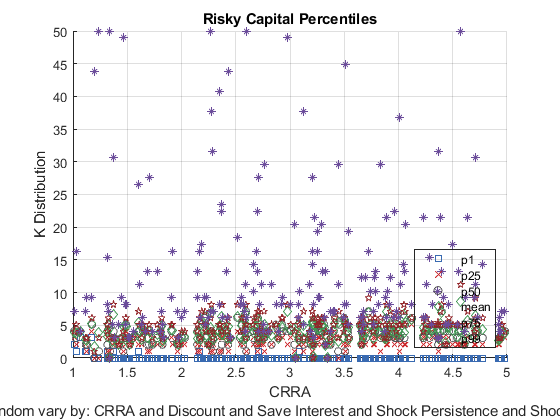 Risky Capital Percentiles
50
45
40
35
30
25
20
15
10
5
0
K Distribution
p1
p25
p50
mean
p75
p99
1
1.5
2
2.5
3
3.5
4
4.5
5
CRRA
ndom vary by: CRRA and Discount and Save Interest and Shock Persistence and Shoc